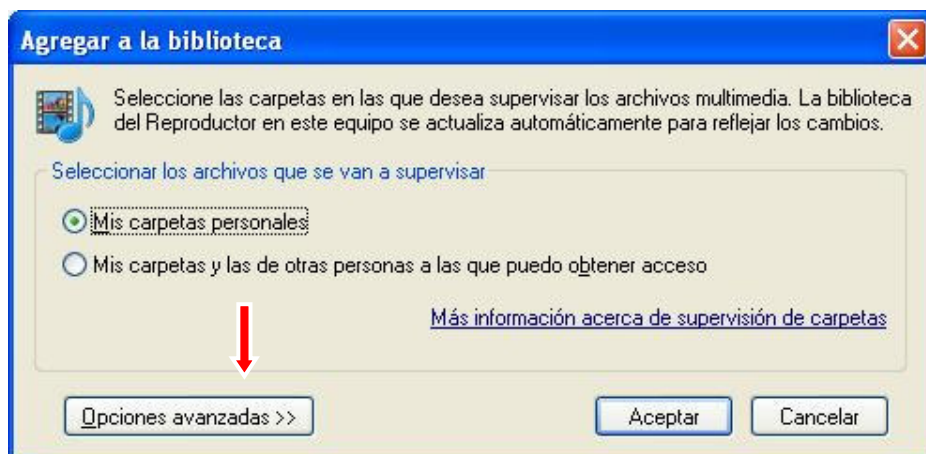 Agregar a la biblioteca
Seleccione las carpetas en las que desea supervisar los archivos multimedia. La biblioteca
del Reproductor en este equipo se actualiza automáticamente para reflejar los cambios.
Seleccionar los archivos que se van a supervisar
Mis carpetas personales
Mis carpetas y las de otras personas a las que puedo obtener acceso
Más información acerca de supervisión de carpetas
Opciones avanzadas >>
Aceptar
Cancelar